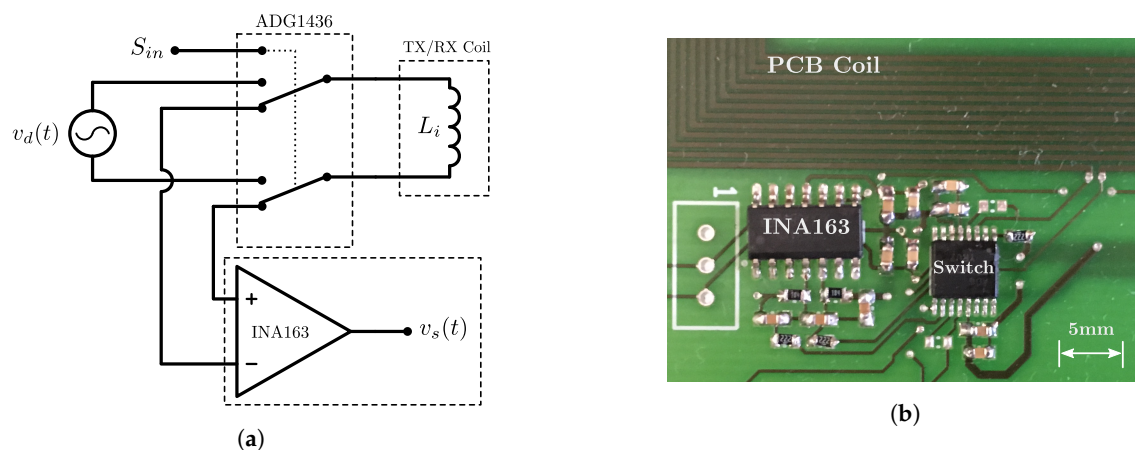 ADG1436
S_in
TX/RX Coil
v_d(t)
L_i
+
INA163
−
v_s(t)
(a)
PCB Coil
1
INA163
Switch
5mm
(b)